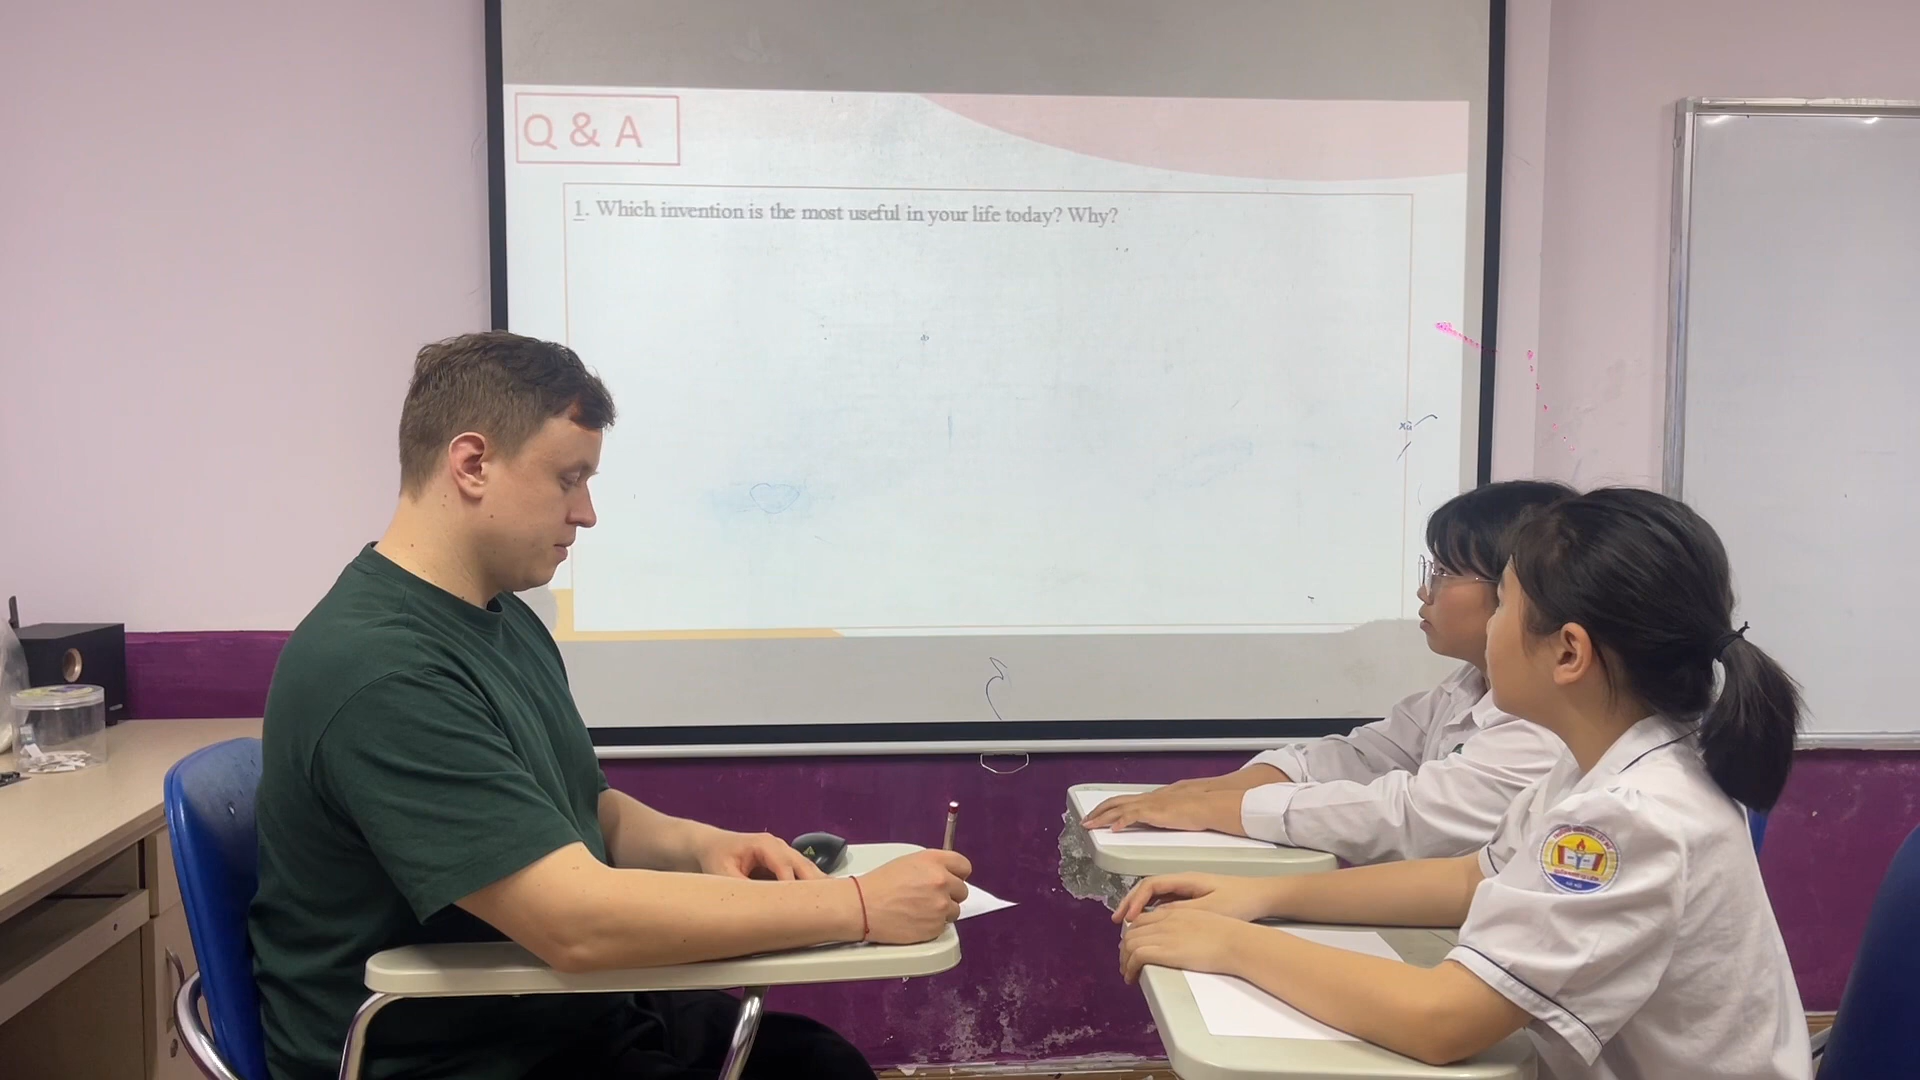 Q & A
1. Which invention is the most useful in your life today? Why?